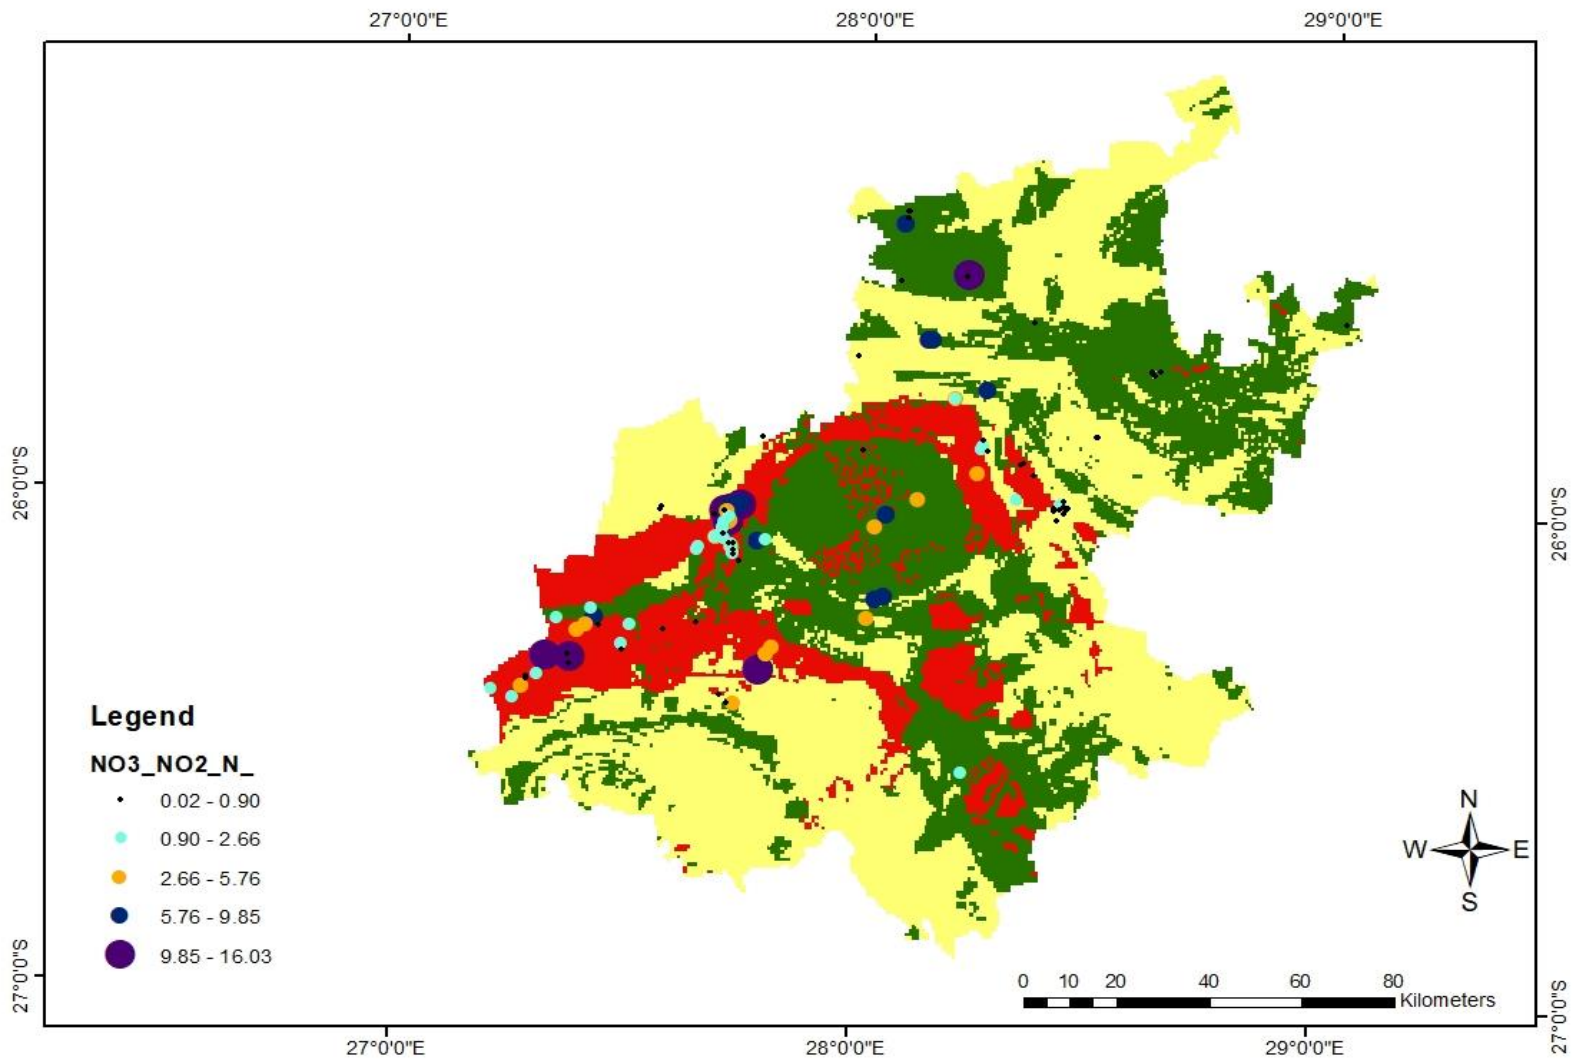 27°0'0"E 28°0'0"E 29°0'0"E
26°0'0"S
26°0'0"S
Legend
NO3_NO2_N_
0.02 - 0.90
0.90 - 2.66
2.66 - 5.76
5.76 - 9.85
9.85 - 16.03
N
W E
S
0 10 20 40 60 80
Kilometers
27°0'0"S
27°0'0"S
27°0'0"E 28°0'0"E 29°0'0"E